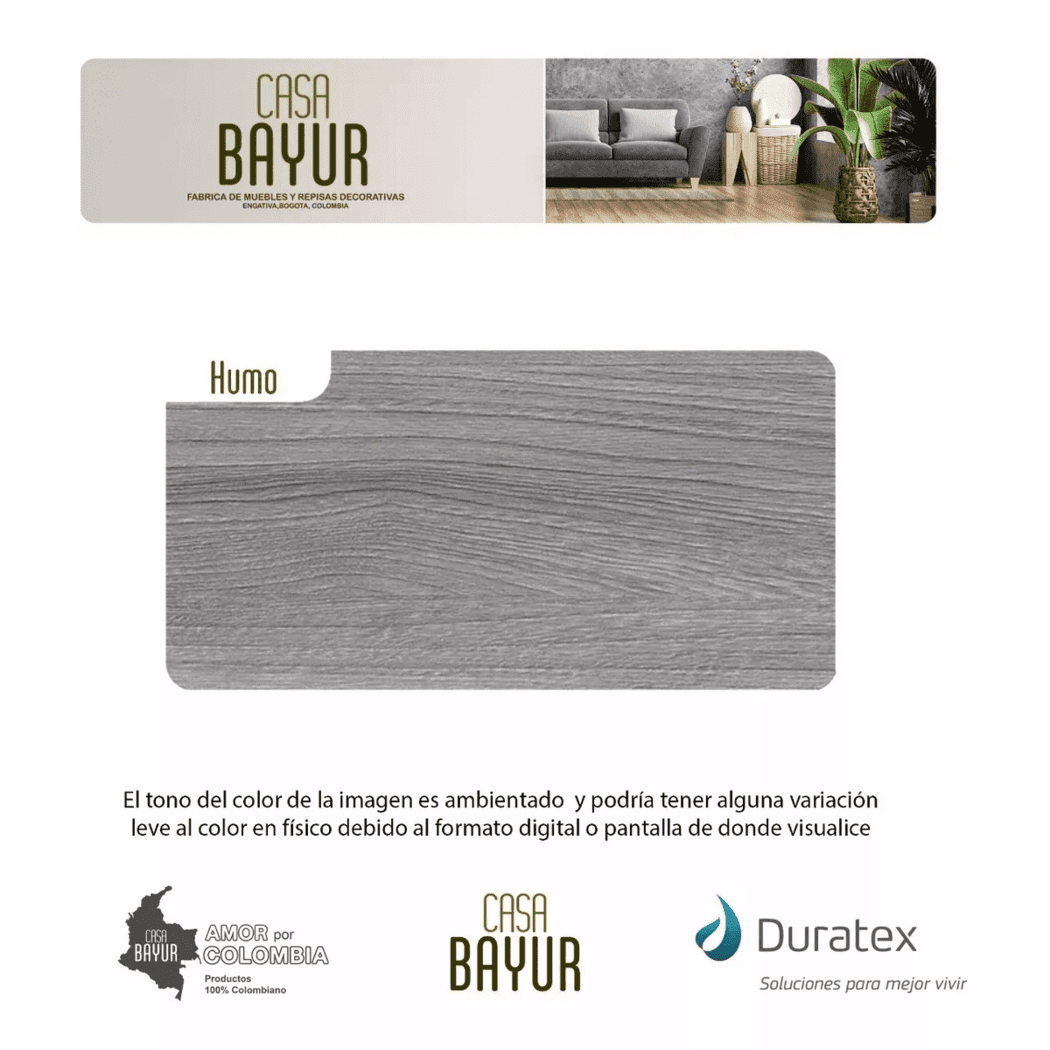 CASA
BAYUR
FABRICA DE MUEBLES Y REPISAS DECORATIVAS
ENGATIVA,BOGOTA, COLOMBIA
Humo
El tono del color de la imagen es ambientado y podría tener alguna variación
leve al color en físico debido al formato digital o pantalla de donde visualice
CASA
BAYUR
AMOR por
COLOMBIA
Productos
100% Colombiano
CASA
BAYUR
Duratex
Soluciones para mejor vivir